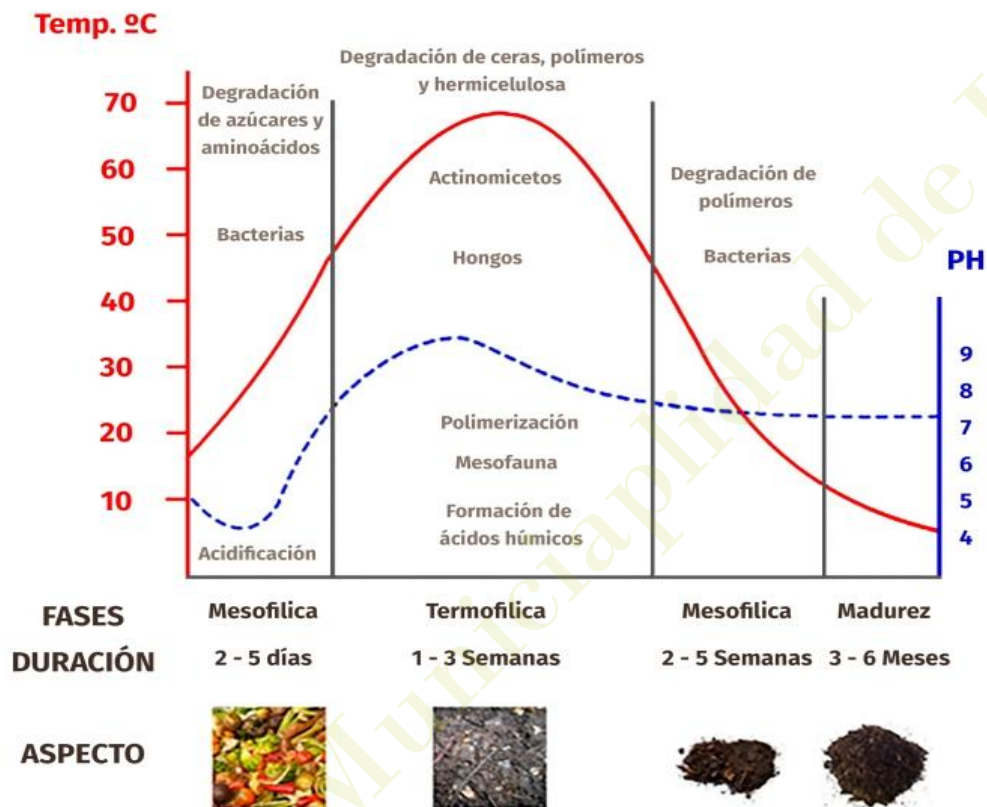 Temp. ºC
Degradación de ceras, polímeros
y hermicelulosa
70
Degradación
de azúcares y
aminoácidos
60
Actinomicetos
Degradación de
polímeros
50
Bacterias
Hongos
Bacterias
PH
40
30
9
8
20
Polimerización
7
Mesofauna
6
10
Formación de
ácidos húmicos
5
4
Acidificación
FASES
Mesofilica
Termofilica
Mesofilica
Madurez
DURACIÓN
2 - 5 días
1 - 3 Semanas
2 - 5 Semanas
3 - 6 Meses
ASPECTO
Municiaplidad de